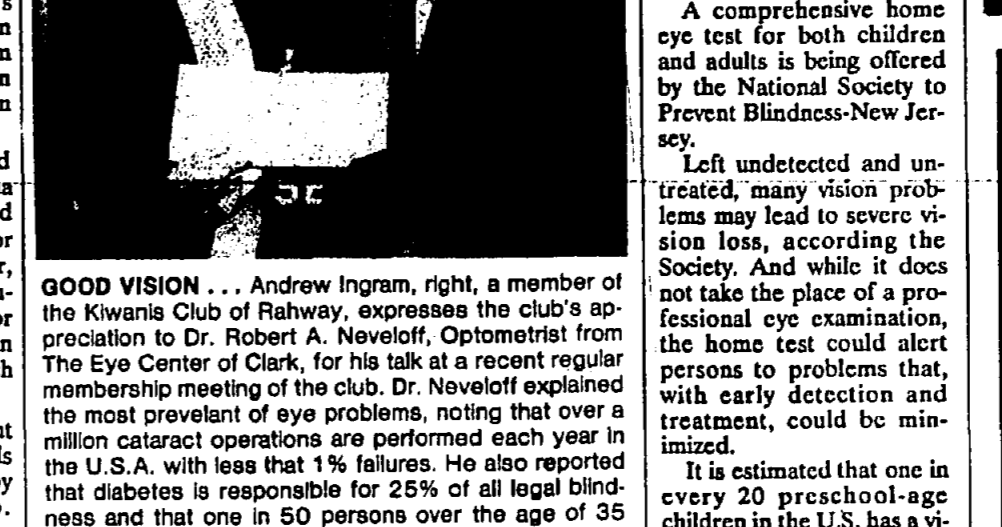 GOOD VISION ... Andrew Ingram, right, a member of
the Kiwanis Club of Rahway, expresses the club's ap-
preciation to Dr. Robert A. Neveloff, Optometrist from
The Eye Center of Clark, for his talk at a recent regular
membership meeting of the club. Dr. Neveloff explained
the most prevelant of eye problems, noting that over a
million cataract operations are performed each year in
the U.S.A. with less that 1% failures. He also reported
that diabetes is responsible for 25% of all legal blind-
ness and that one in 50 persons over the age of 35
A comprehensive home
eye test for both children
and adults is being offered
by the National Society to
Prevent Blindness-New Jer-
sey.
Left undetected and un-
treated, many vision prob-
lems may lead to severe vi-
sion loss, according the
Society. And while it does
not take the place of a pro-
fessional eye examination,
the home test could alert
persons to problems that,
with early detection and
treatment, could be min-
imized.
It is estimated that one in
every 20 preschool-age
children in the U.S. has a vi-